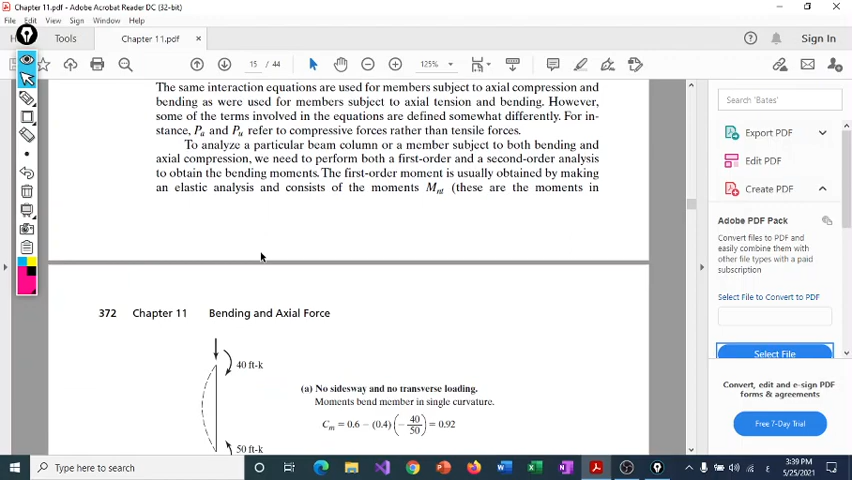 Chapter 11.pdf - Adobe Acrobat Reader DC (32-bit)
File Edit View Sign Window Help
Tools Chapter 11.pdf × Sign In
15 / 44 125%
The same interaction equations are used for members subject to axial compression and
bending as were used for members subject to axial tension and bending. However,
some of the terms involved in the equations are defined somewhat differently. For in-
stance, Pa and Pu refer to compressive forces rather than tensile forces.
To analyze a particular beam column or a member subject to both bending and
axial compression, we need to perform both a first-order and a second-order analysis
to obtain the bending moments. The first-order moment is usually obtained by making
an elastic analysis and consists of the moments Mnt (these are the moments in
372 Chapter 11 Bending and Axial Force
40 ft-k
(a) No sidesway and no transverse loading.
Moments bend member in single curvature.
Cm = 0.6 − (0.4) (− 40/50) = 0.92
50 ft-k
Search 'Bates'
Export PDF
Edit PDF
Create PDF
Adobe PDF Pack
Convert files to PDF and
easily combine them with
other file types with a paid
subscription
Select File to Convert to PDF
Select File
Convert, edit and e-sign PDF
forms & agreements
Free 7-Day Trial
Type here to search
3:39 PM
5/25/2021